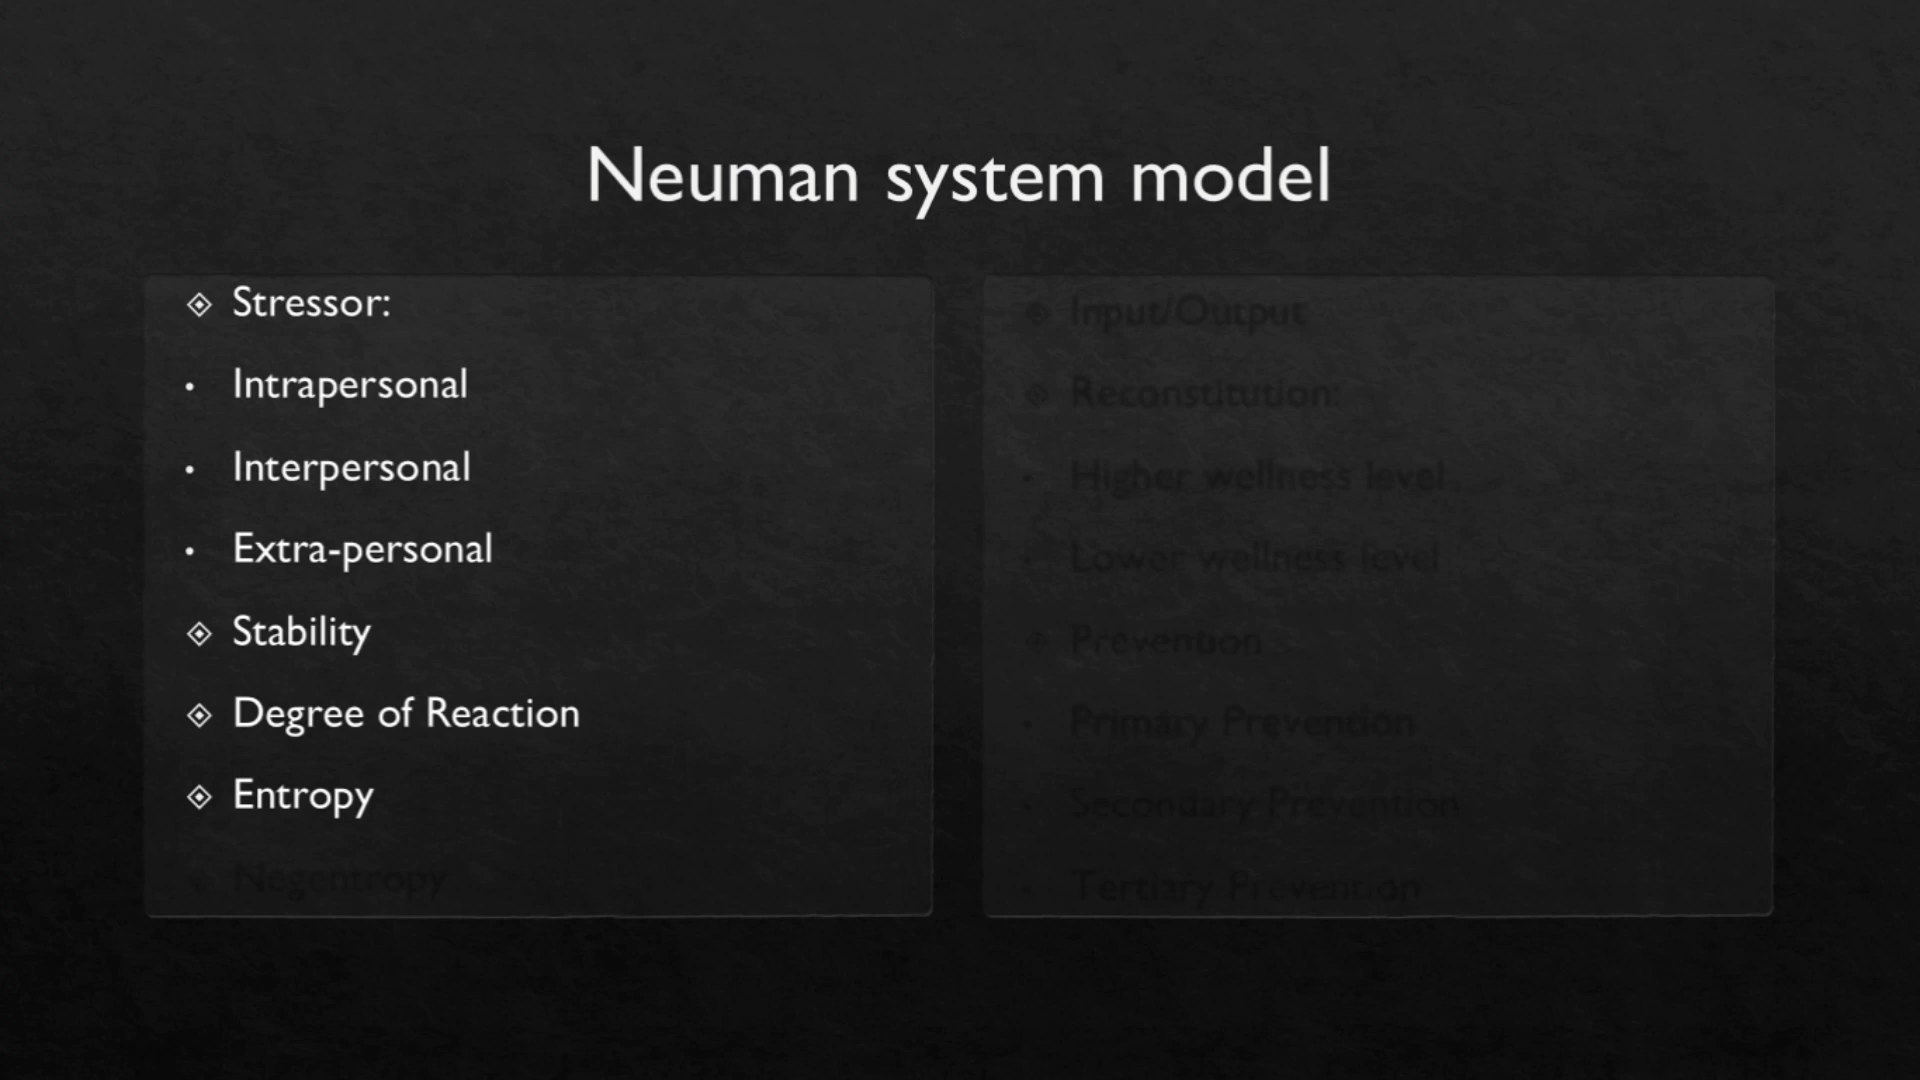 Neuman system model
Stressor:
Intrapersonal
Interpersonal
Extra-personal
Stability
Degree of Reaction
Entropy
Negentropy
Input/Output
Reconstitution:
Higher wellness level
Lower wellness level
Prevention
Primary Prevention
Secondary Prevention
Tertiary Prevention